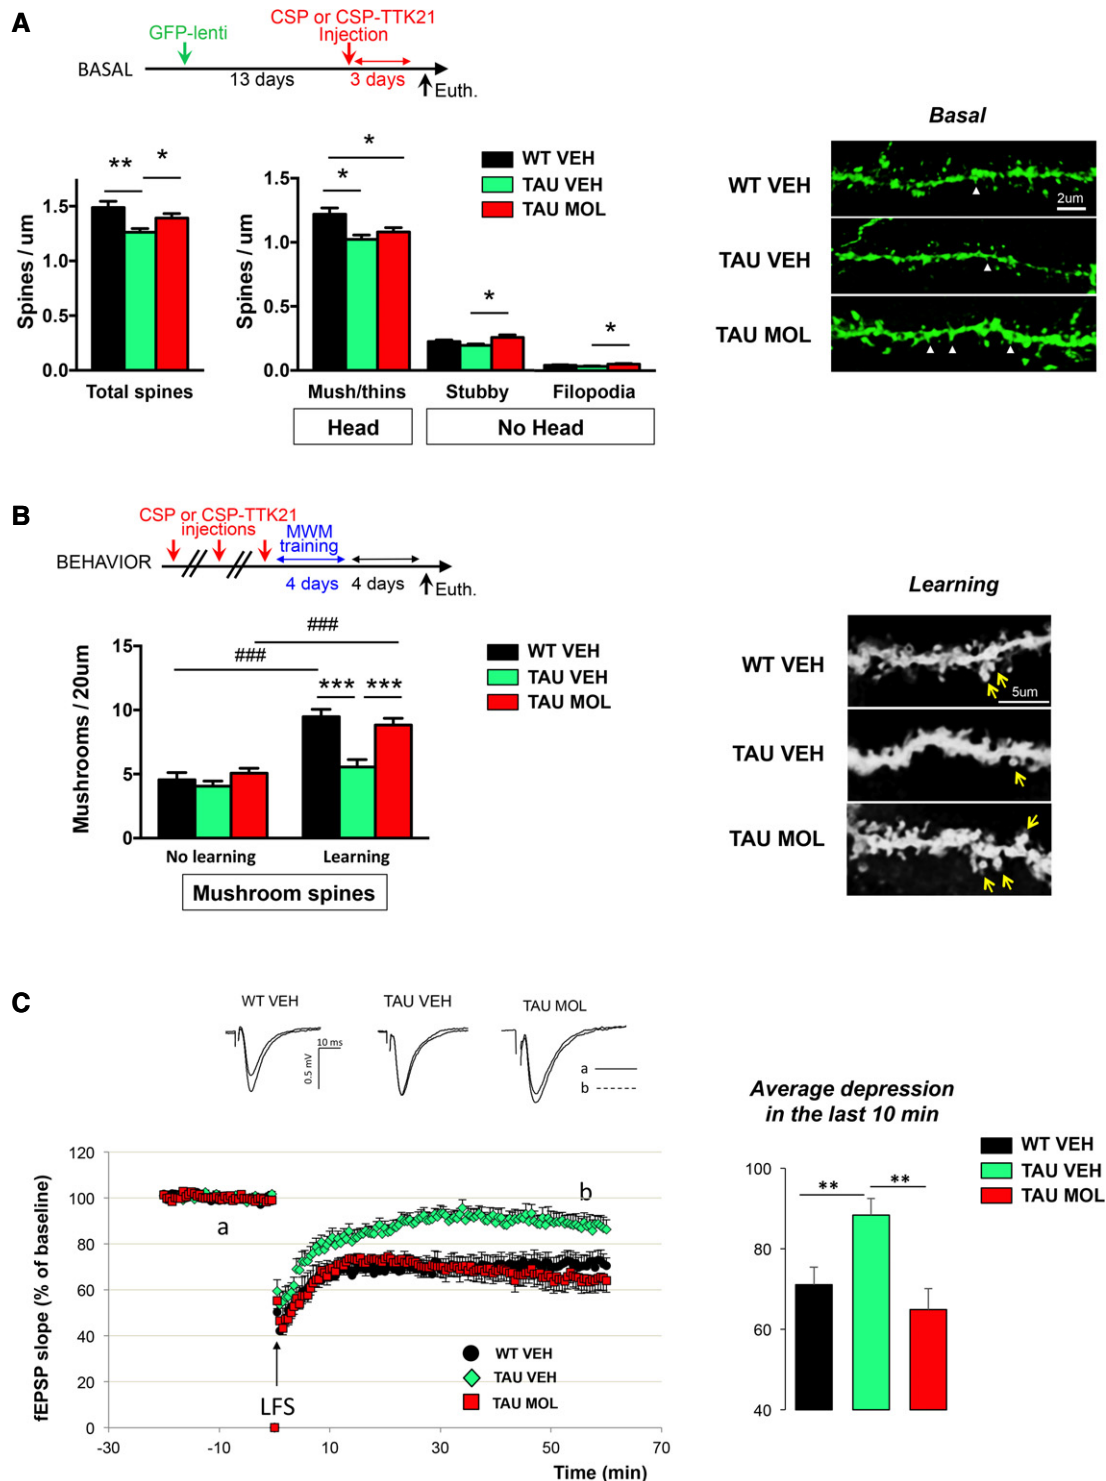 A
GFP-lenti
CSP or CSP-TTK21
Injection
BASAL
13 days
3 days
Euth.
** *
Spines / um
1.5
1.0
0.5
0.0
Total spines
Spines / um
1.5
1.0
0.5
0.0
*
*
*
*
Mush/thins
Stubby
Filopodia
Head
No Head
WT VEH
TAU VEH
TAU MOL
Basal
WT VEH
2um
TAU VEH
TAU MOL
B
CSP or CSP-TTK21
injections
MWM
training
BEHAVIOR
4 days
4 days
Euth.
###
###
*** ***
Mushrooms / 20um
15
10
5
0
No learning
Learning
Mushroom spines
WT VEH
TAU VEH
TAU MOL
Learning
WT VEH
5um
TAU VEH
TAU MOL
C
WT VEH
TAU VEH
TAU MOL
10 ms
0.5 mV
a
b
fEPSP slope (% of baseline)
120
100
80
60
40
20
0
a
b
LFS
WT VEH
TAU VEH
TAU MOL
-30
-10
10
30
50
70
Time (min)
Average depression
in the last 10 min
WT VEH
TAU VEH
TAU MOL
100
80
60
40
** **